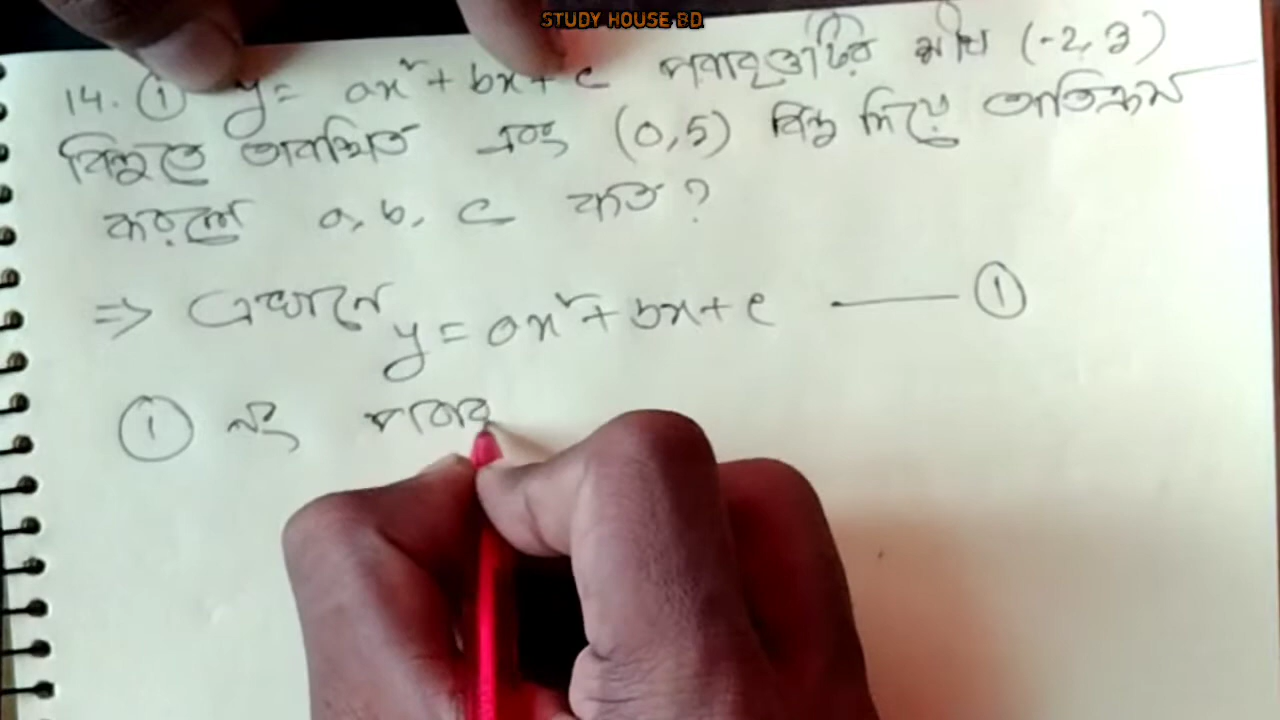 STUDY HOUSE BD
14. ① y = ax² + bx + c পরাবৃত্তটির শীর্ষ (-2, 3)
বিন্দুতে অবস্থিত এবং (0,5) বিন্দু দিয়ে অতিক্রম
করলে a, b, c কত?
⇒ এখানে y = ax² + bx + c —— ①
① নং পরাবৃ